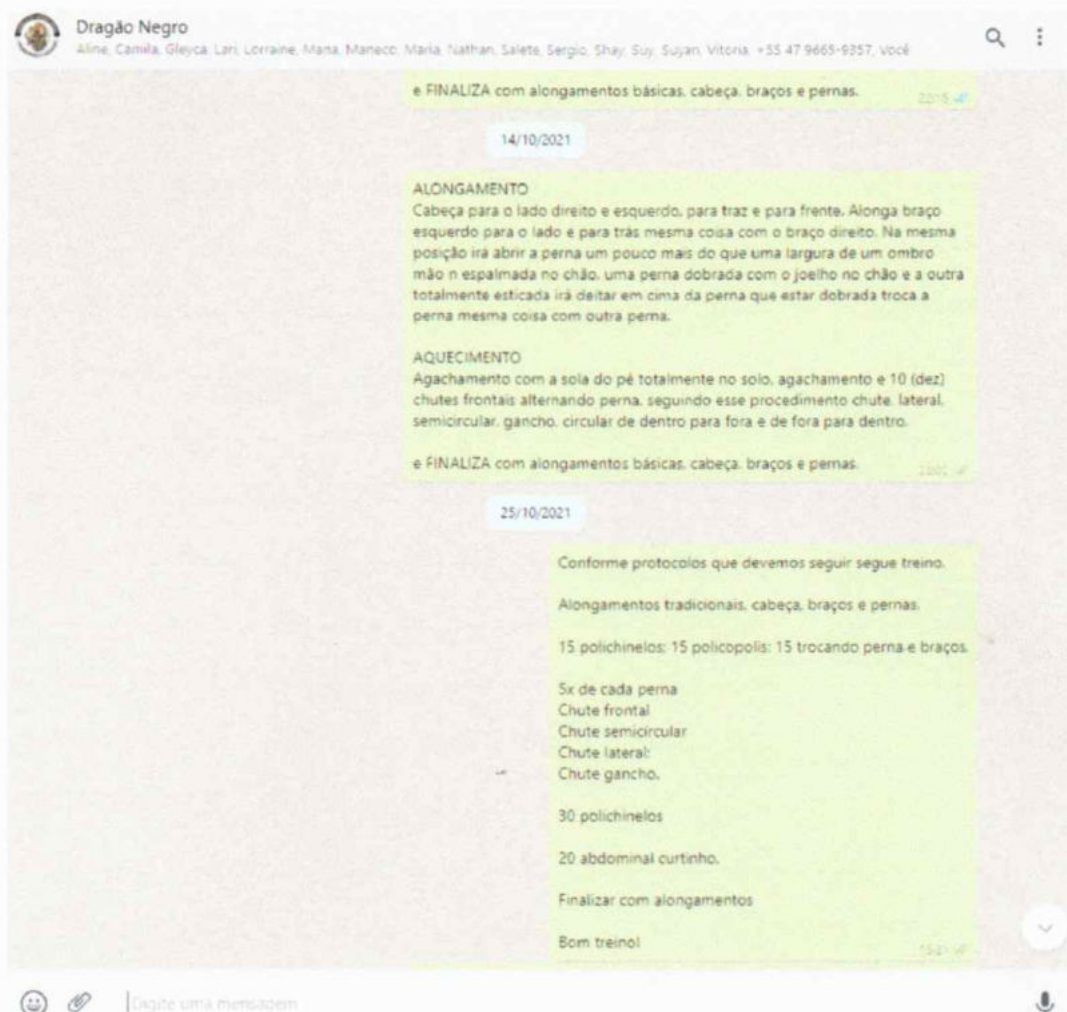 Dragão Negro
Aline, Camila, Gleyca, Lari, Lorraine, Mana, Maneco, Maria, Nathan, Salete, Sergio, Shay, Suy, Suyan, Vitoria, +55 47 9665-9357, Você
e FINALIZA com alongamentos básicas. cabeça. braços e pernas.
14/10/2021
ALONGAMENTO
Cabeça para o lado direito e esquerdo, para traz e para frente. Alonga braço
esquerdo para o lado e para trás mesma coisa com o braço direito. Na mesma
posição irá abrir a perna um pouco mais do que uma largura de um ombro
mão n espalmada no chão, uma perna dobrada com o joelho no chão e a outra
totalmente esticada irá deitar em cima da perna que estar dobrada troca a
perna mesma coisa com outra perna.
AQUECIMENTO
Agachamento com a sola do pé totalmente no solo, agachamento e 10 (dez)
chutes frontais alternando perna, seguindo esse procedimento chute, lateral,
semicircular, gancho, circular de dentro para fora e de fora para dentro.
e FINALIZA com alongamentos básicas. cabeça. braços e pernas.
25/10/2021
Conforme protocolos que devemos seguir segue treino.
Alongamentos tradicionais, cabeça, braços e pernas.
15 polichinelos; 15 policopolis; 15 trocando perna e braços.
5x de cada perna
Chute frontal
Chute semicircular
Chute lateral;
Chute gancho.
30 polichinelos
20 abdominal curtinho.
Finalizar com alongamentos
Bom treino!
Digite uma mensagem